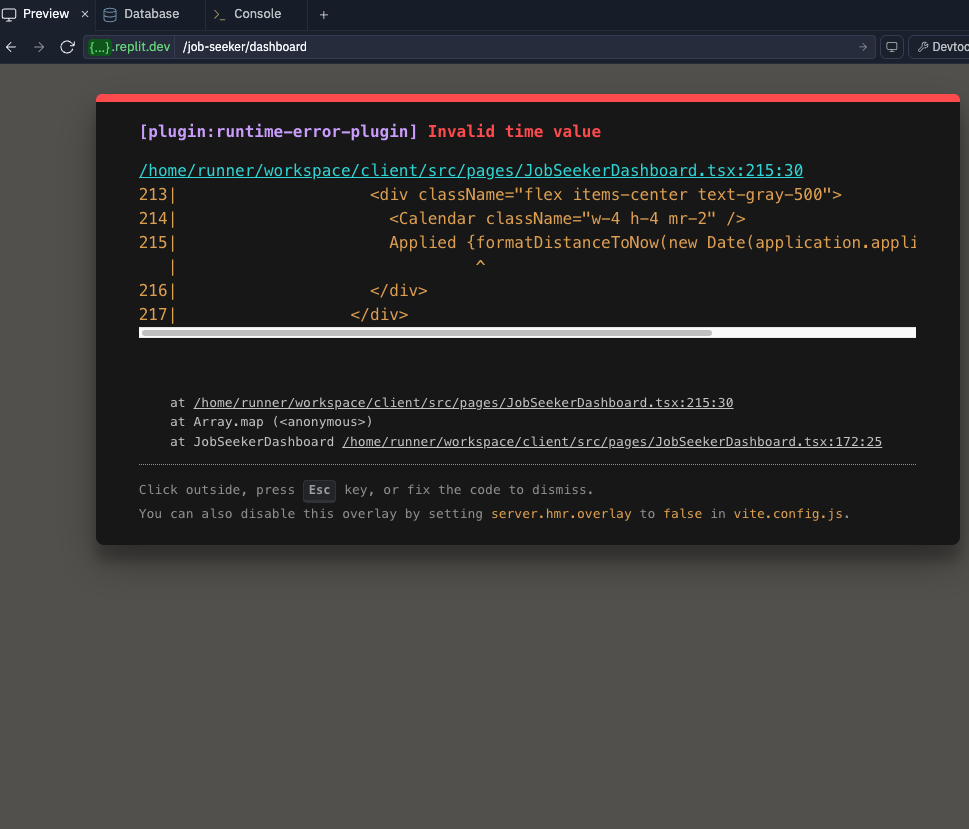 Preview × Database >_ Console +
{...}.replit.dev /job-seeker/dashboard
[plugin:runtime-error-plugin] Invalid time value
/home/runner/workspace/client/src/pages/JobSeekerDashboard.tsx:215:30
213| <div className="flex items-center text-gray-500">
214| <Calendar className="w-4 h-4 mr-2" />
215| Applied {formatDistanceToNow(new Date(application.appli
| ^
216| </div>
217| </div>
at /home/runner/workspace/client/src/pages/JobSeekerDashboard.tsx:215:30
at Array.map (<anonymous>)
at JobSeekerDashboard /home/runner/workspace/client/src/pages/JobSeekerDashboard.tsx:172:25
Click outside, press Esc key, or fix the code to dismiss.
You can also disable this overlay by setting server.hmr.overlay to false in vite.config.js.